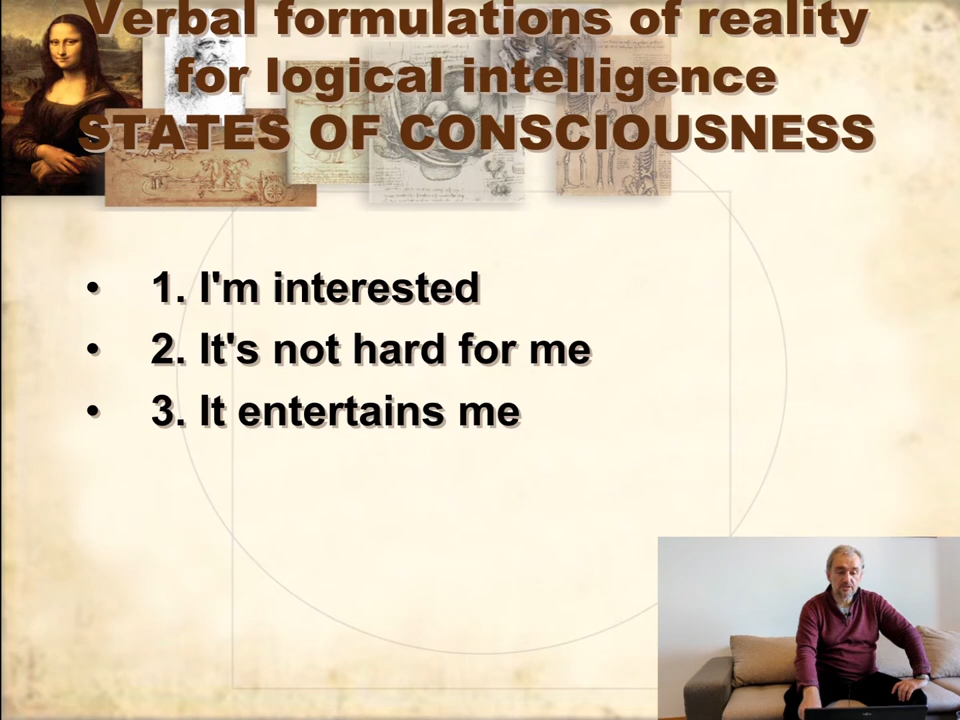 Verbal formulations of reality
for logical intelligence
STATES OF CONSCIOUSNESS
• 1. I'm interested
• 2. It's not hard for me
• 3. It entertains me